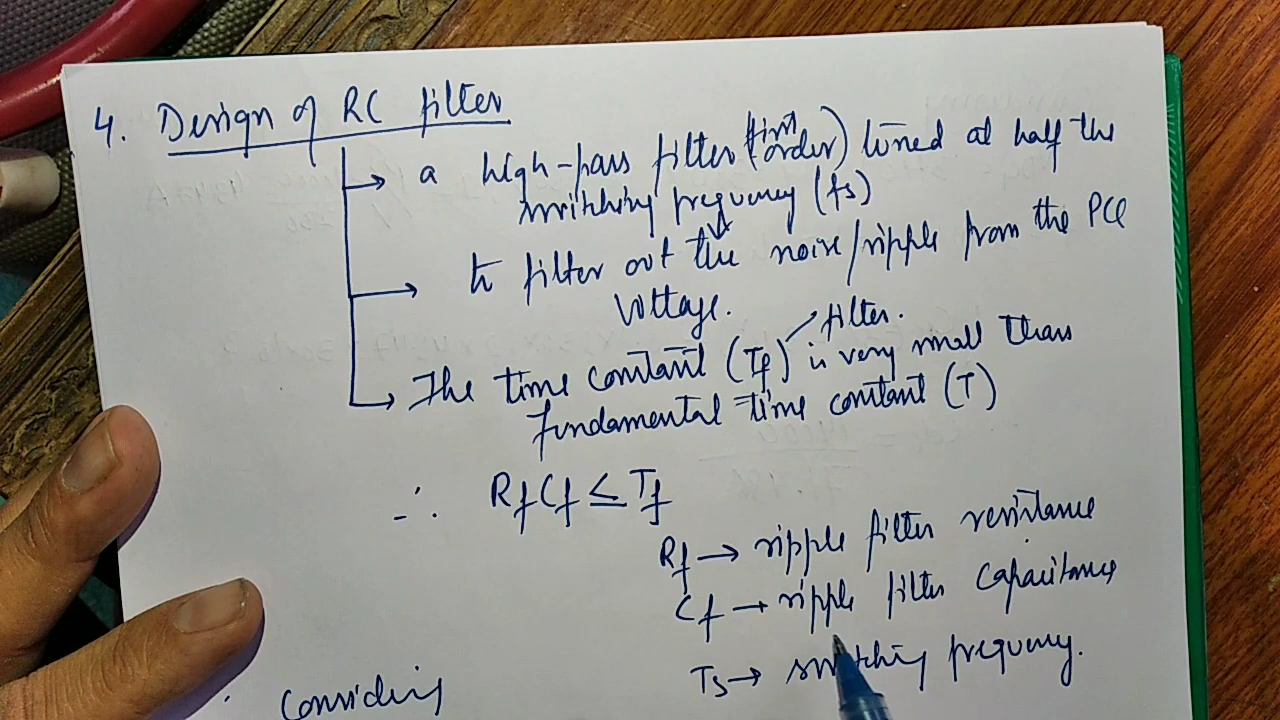 4. Design of RC filter
→ a high-pass filter (first order) tuned at half the
switching frequency (fs)
→ to filter out the noise/ripple from the PCC
voltage.
→ The time constant (Tf) → filter. is very small than
fundamental time constant (T)
∴ RfCf ≤ Tf
Rf → ripple filter resistance
Cf → ripple filter capacitance
Ts → switching frequency.
Considing